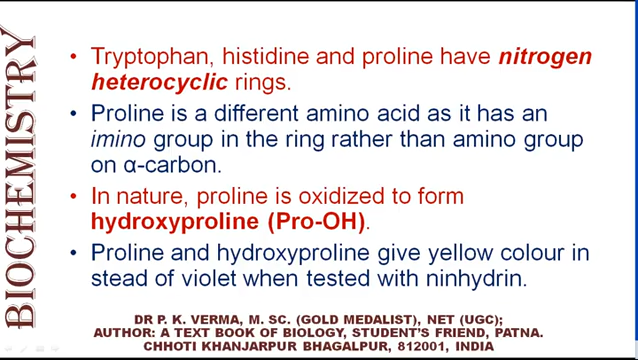 BIOCHEMISTRY
• Tryptophan, histidine and proline have nitrogen
heterocyclic rings.
• Proline is a different amino acid as it has an
imino group in the ring rather than amino group
on α-carbon.
• In nature, proline is oxidized to form
hydroxyproline (Pro-OH).
• Proline and hydroxyproline give yellow colour in
stead of violet when tested with ninhydrin.
DR P. K. VERMA, M. SC. (GOLD MEDALIST), NET (UGC);
AUTHOR: A TEXT BOOK OF BIOLOGY, STUDENT'S FRIEND, PATNA.
CHHOTI KHANJARPUR BHAGALPUR, 812001, INDIA